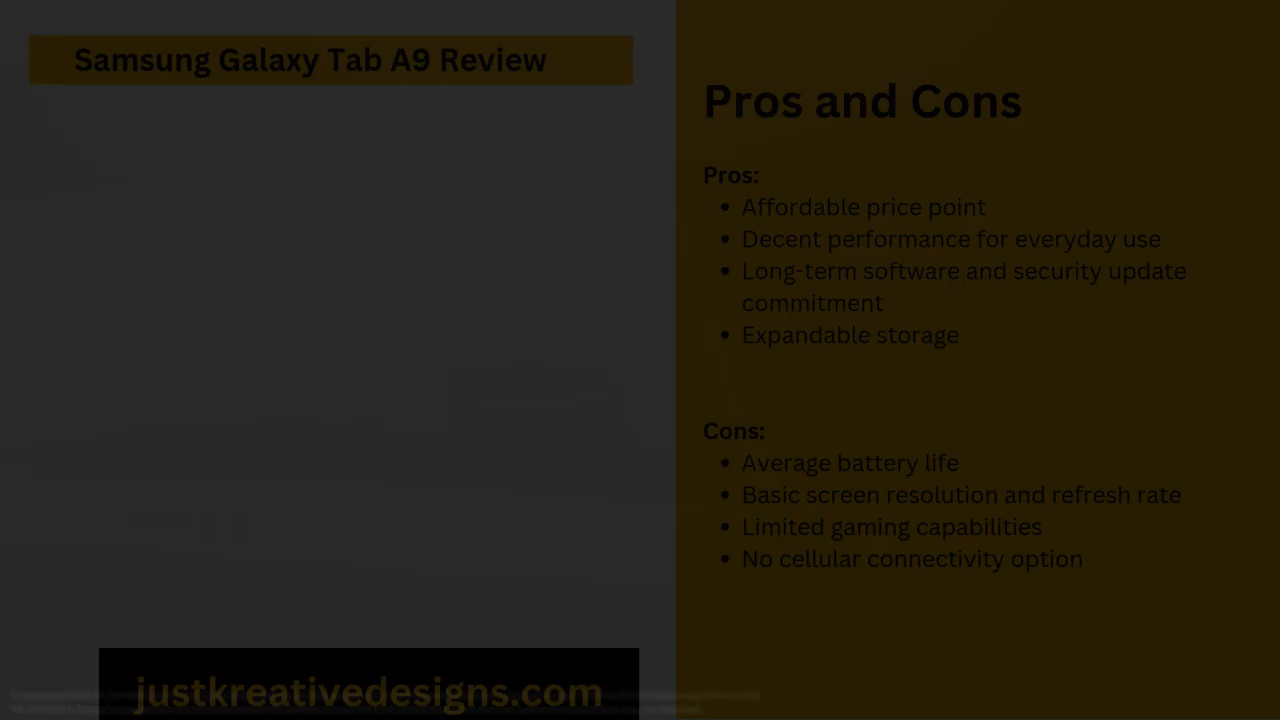 Samsung Galaxy Tab A9 Review
Pros and Cons
Pros:
• Affordable price point
• Decent performance for everyday use
• Long-term software and security update
commitment
• Expandable storage
Cons:
• Average battery life
• Basic screen resolution and refresh rate
• Limited gaming capabilities
• No cellular connectivity option
justkreativedesigns.com